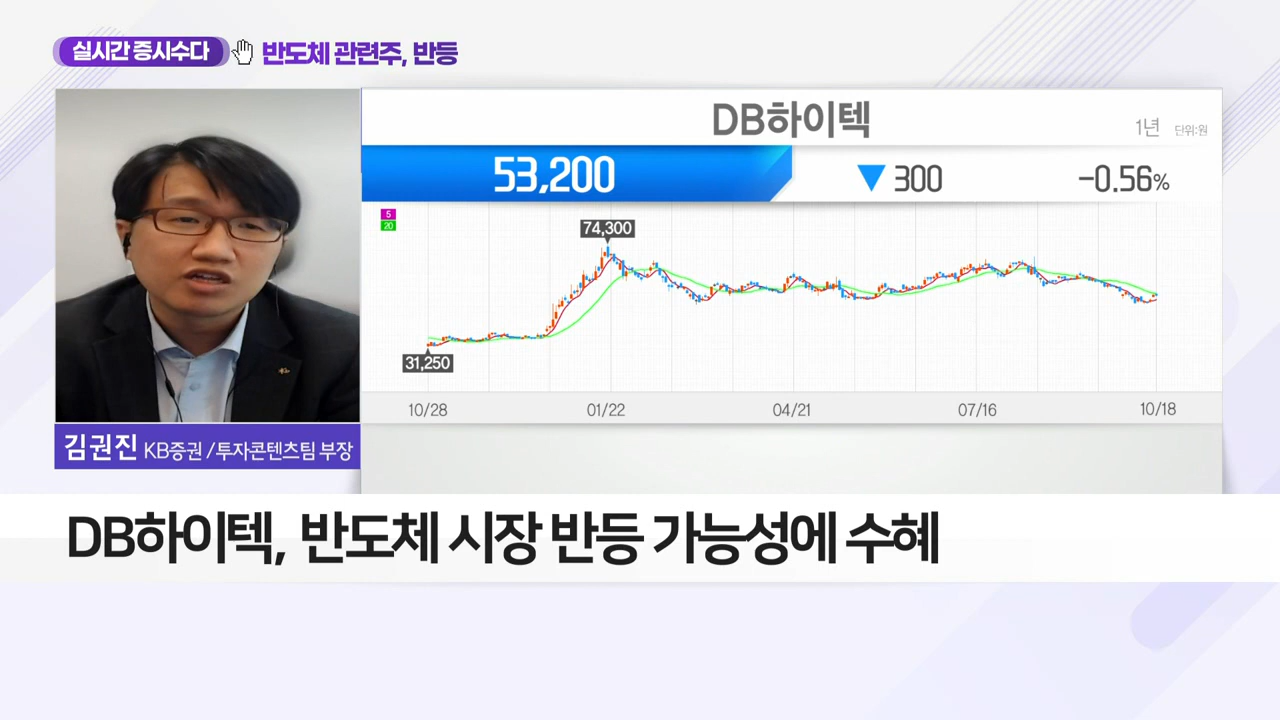 실시간 증시수다 반도체 관련주, 반등
DB하이텍
1년 단위:원
53,200 ▼ 300 -0.56%
5
20
74,300
31,250
10/28 01/22 04/21 07/16 10/18
김권진 KB증권 / 투자콘텐츠팀 부장
DB하이텍, 반도체 시장 반등 가능성에 수혜